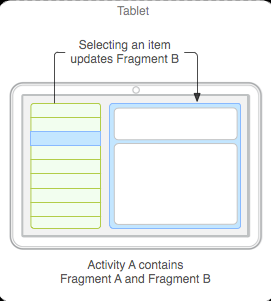 Tablet
Selecting an item
updates Fragment B
Activity A contains
Fragment A and Fragment B